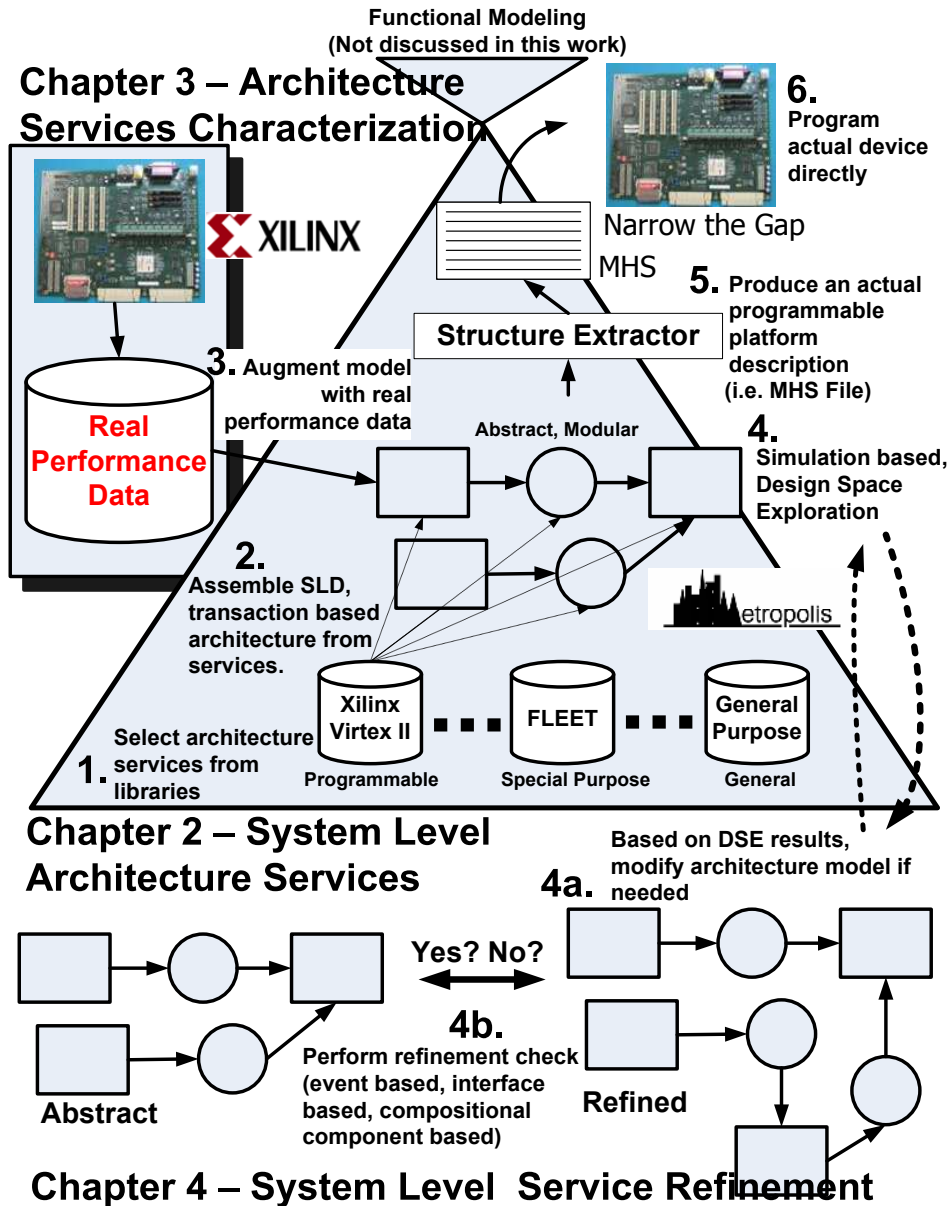 Functional Modeling
(Not discussed in this work)
Chapter 3 – Architecture
Services Characterization
XILINX
6.
Program
actual device
directly
Narrow the Gap
MHS
5. Produce an actual
programmable
platform
description
(i.e. MHS File)
Structure Extractor
3. Augment model
with real
performance data
Real
Performance
Data
Abstract, Modular
4.
Simulation based,
Design Space
Exploration
2.
Assemble SLD,
transaction based
architecture from
services.
etropolis
Xilinx
Virtex II
FLEET
General
Purpose
1. Select architecture
services from
libraries
Programmable
Special Purpose
General
Chapter 2 – System Level
Architecture Services
Based on DSE results,
modify architecture model if
needed
4a.
Yes? No?
4b.
Perform refinement check
(event based, interface
based, compositional
component based)
Abstract
Refined
Chapter 4 – System Level Service Refinement